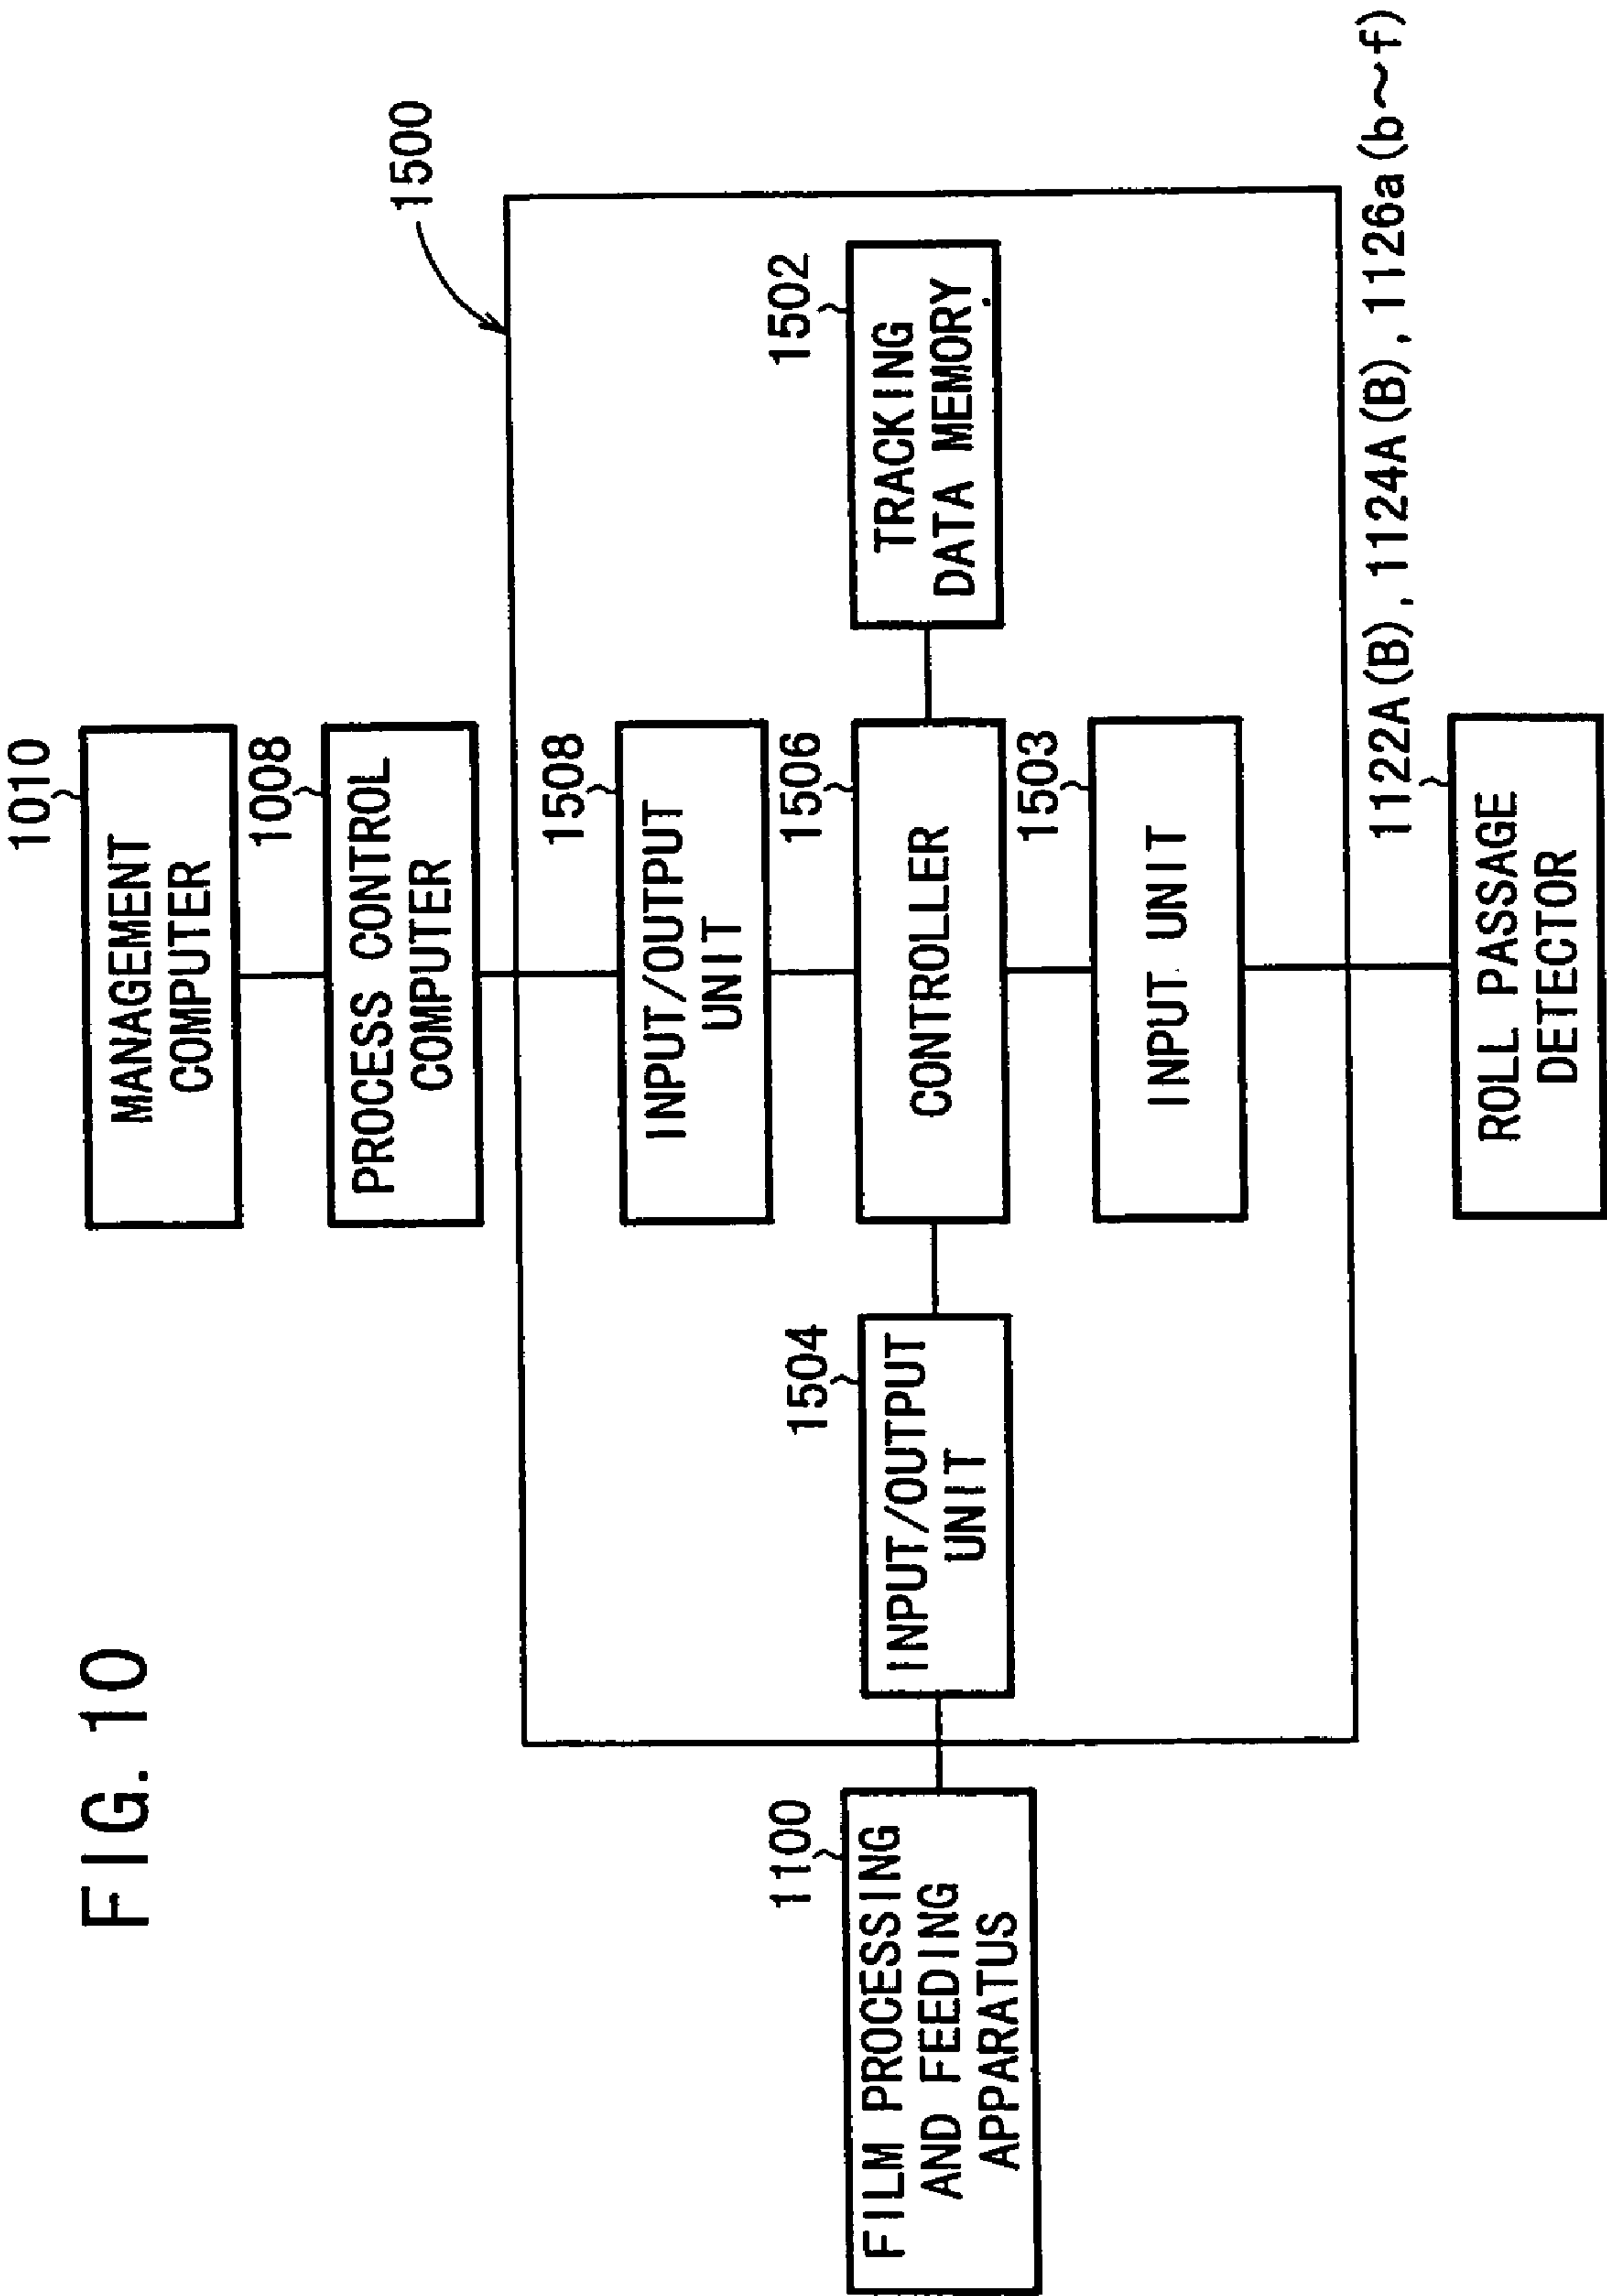 FIG. 10
1010
MANAGEMENT
COMPUTER
1008
PROCESS CONTROL
COMPUTER
1500
1508
INPUT/OUTPUT
UNIT
1100
FILM PROCESSING
AND FEEDING
APPARATUS
1504
INPUT/OUTPUT
UNIT
1506
CONTROLLER
1502
TRACKING
DATA MEMORY
1503
INPUT UNIT
1122A(B), 1124A(B), 1126a(b~f)
ROLL PASSAGE
DETECTOR